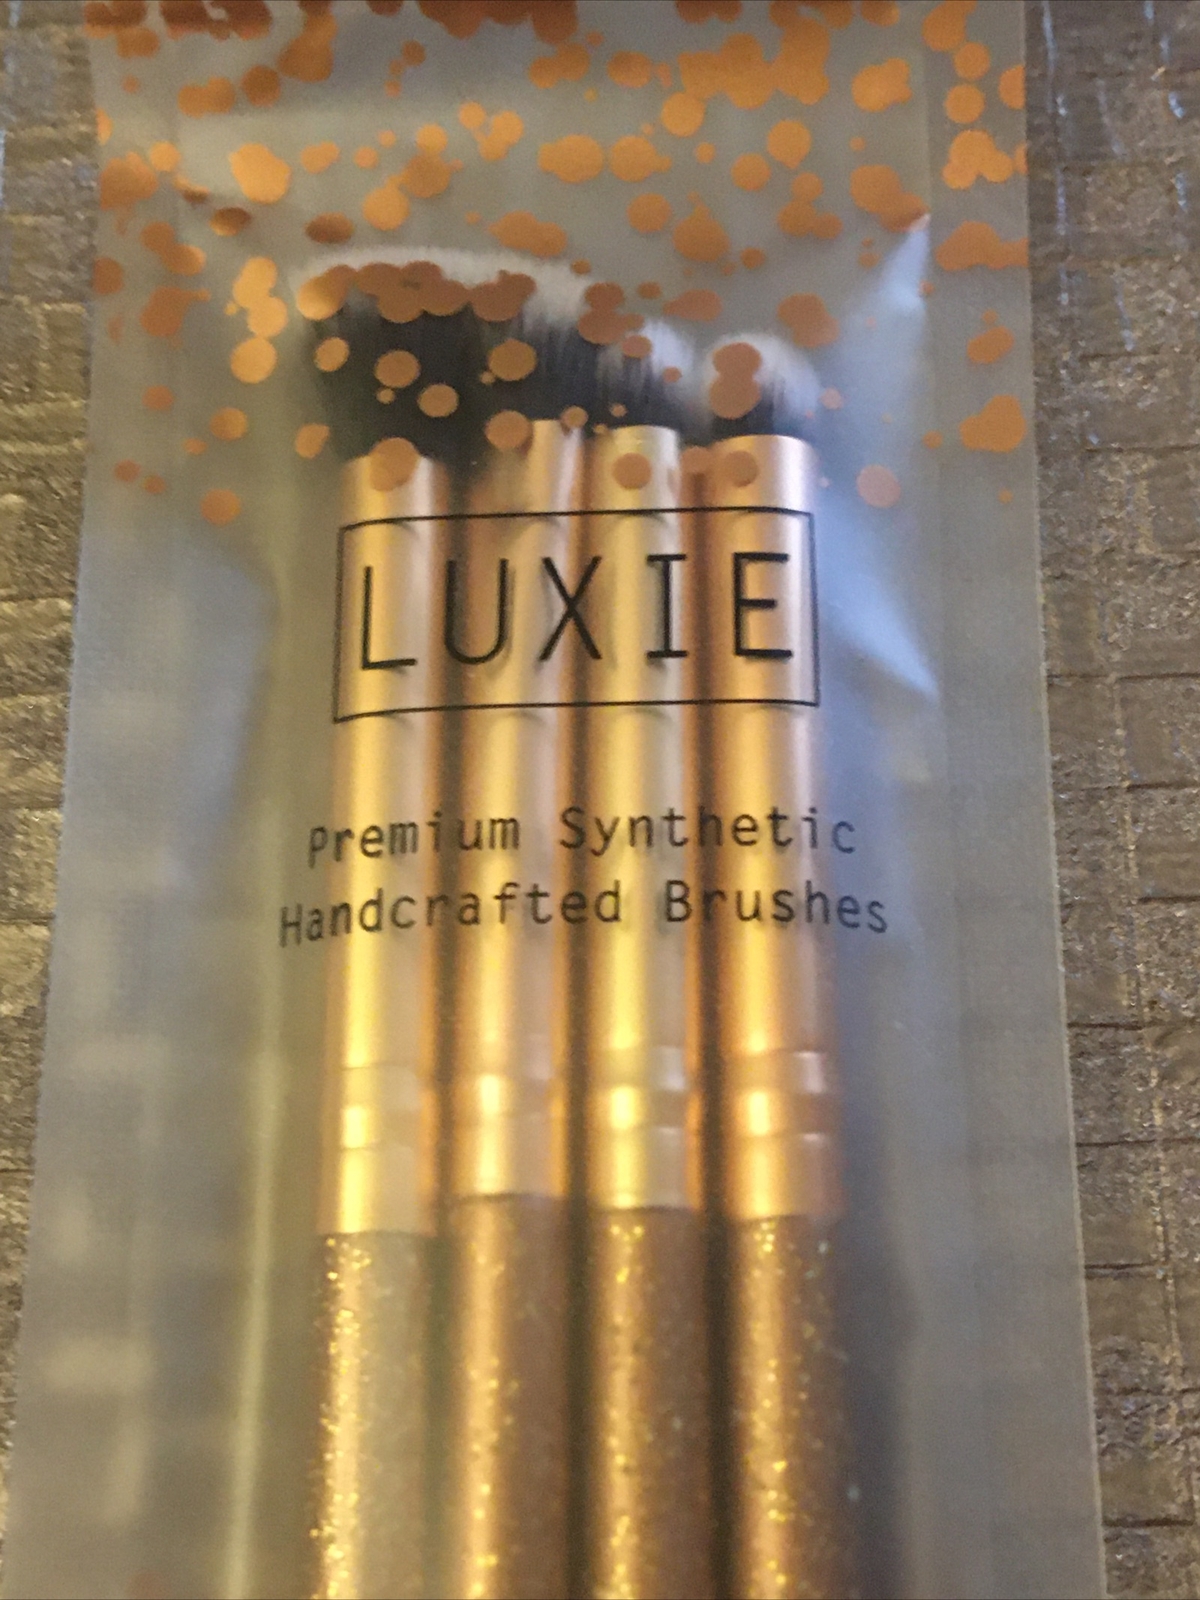 LUXIE
Premium Synthetic
Handcrafted Brushes